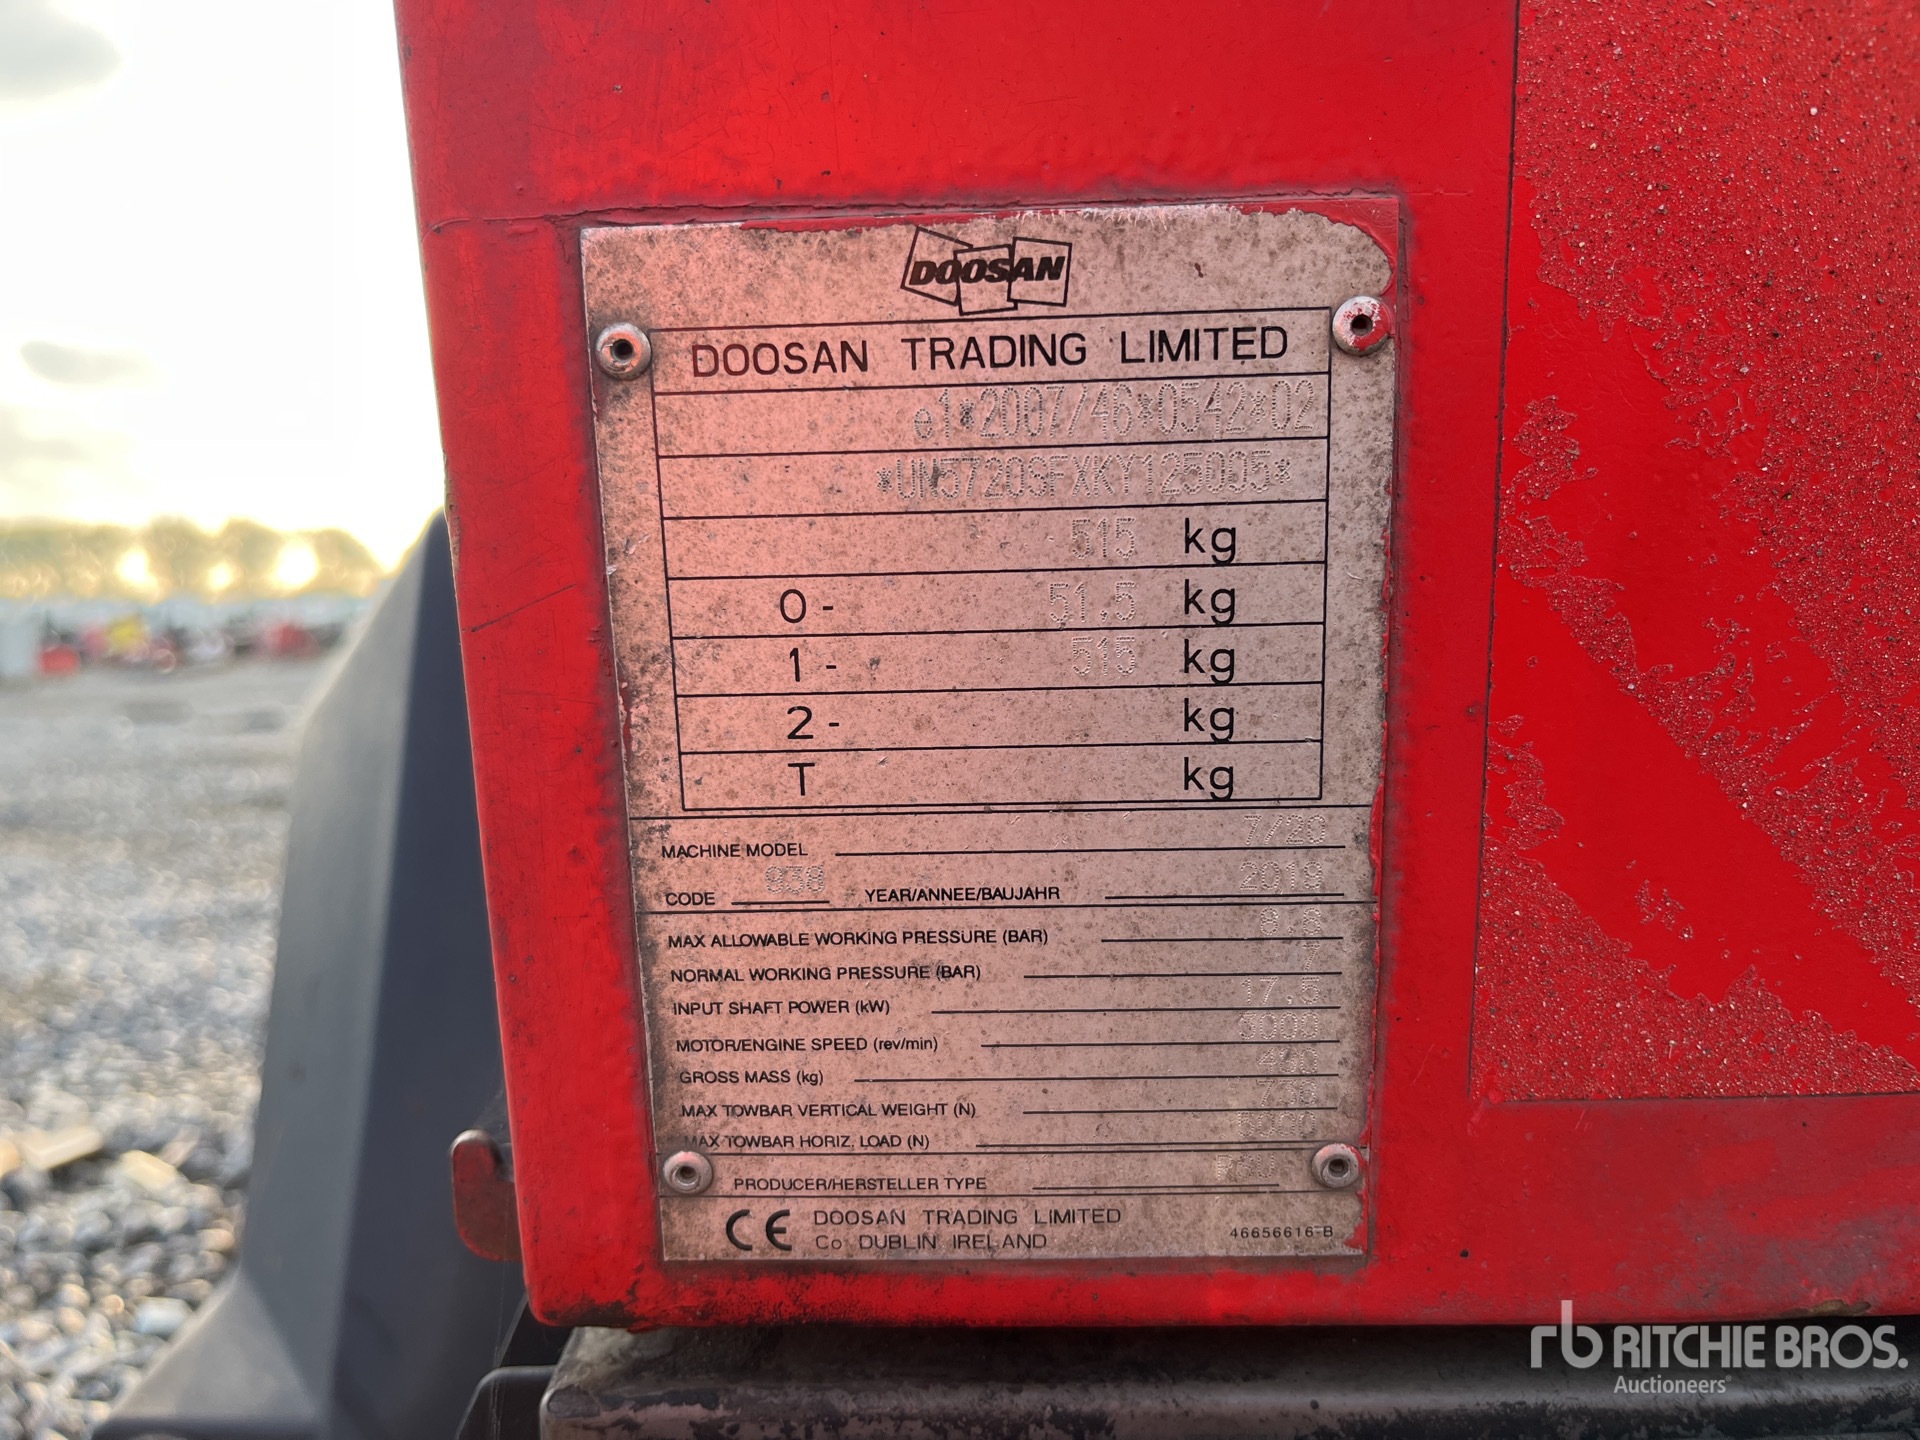 DOOSAN
DOOSAN TRADING LIMITED
e1*2007/46*0542*02
*UN5720SFXKY125005*
515 kg
0- 51,5 kg
1- 515 kg
2- kg
T kg
MACHINE MODEL 7/20
CODE 938 YEAR/ANNEE/BAUJAHR 2019
MAX ALLOWABLE WORKING PRESSURE (BAR)
NORMAL WORKING PRESSURE (BAR) 7
INPUT SHAFT POWER (kW) 17.5
MOTOR/ENGINE SPEED (rev/min)
GROSS MASS (kg)
MAX TOWBAR VERTICAL WEIGHT (N)
MAX TOWBAR HORIZ. LOAD (N)
PRODUCER/HERSTELLER TYPE
CE DOOSAN TRADING LIMITED
Co DUBLIN IRELAND 46656616-B
rb RITCHIE BROS.
Auctioneers